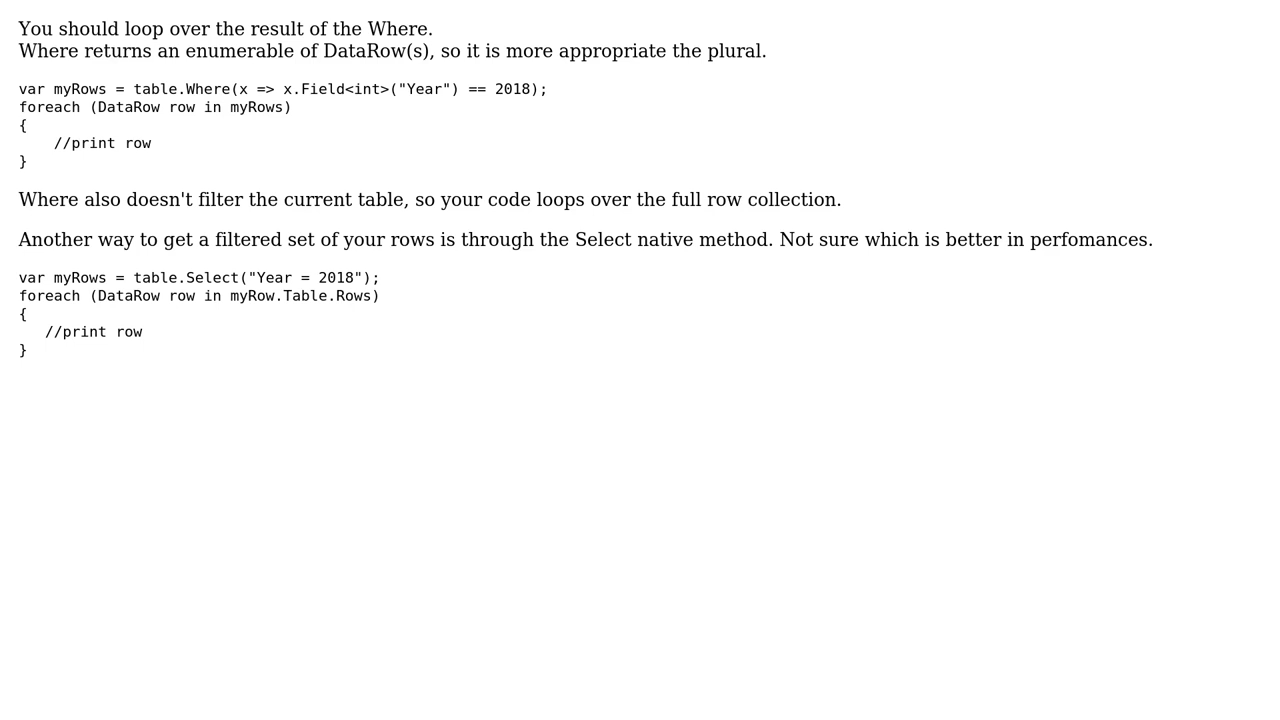 You should loop over the result of the Where.
Where returns an enumerable of DataRow(s), so it is more appropriate the plural.
var myRows = table.Where(x => x.Field<int>("Year") == 2018);
foreach (DataRow row in myRows)
{
    //print row
}
Where also doesn't filter the current table, so your code loops over the full row collection.
Another way to get a filtered set of your rows is through the Select native method. Not sure which is better in perfomances.
var myRows = table.Select("Year = 2018");
foreach (DataRow row in myRow.Table.Rows)
{
   //print row
}